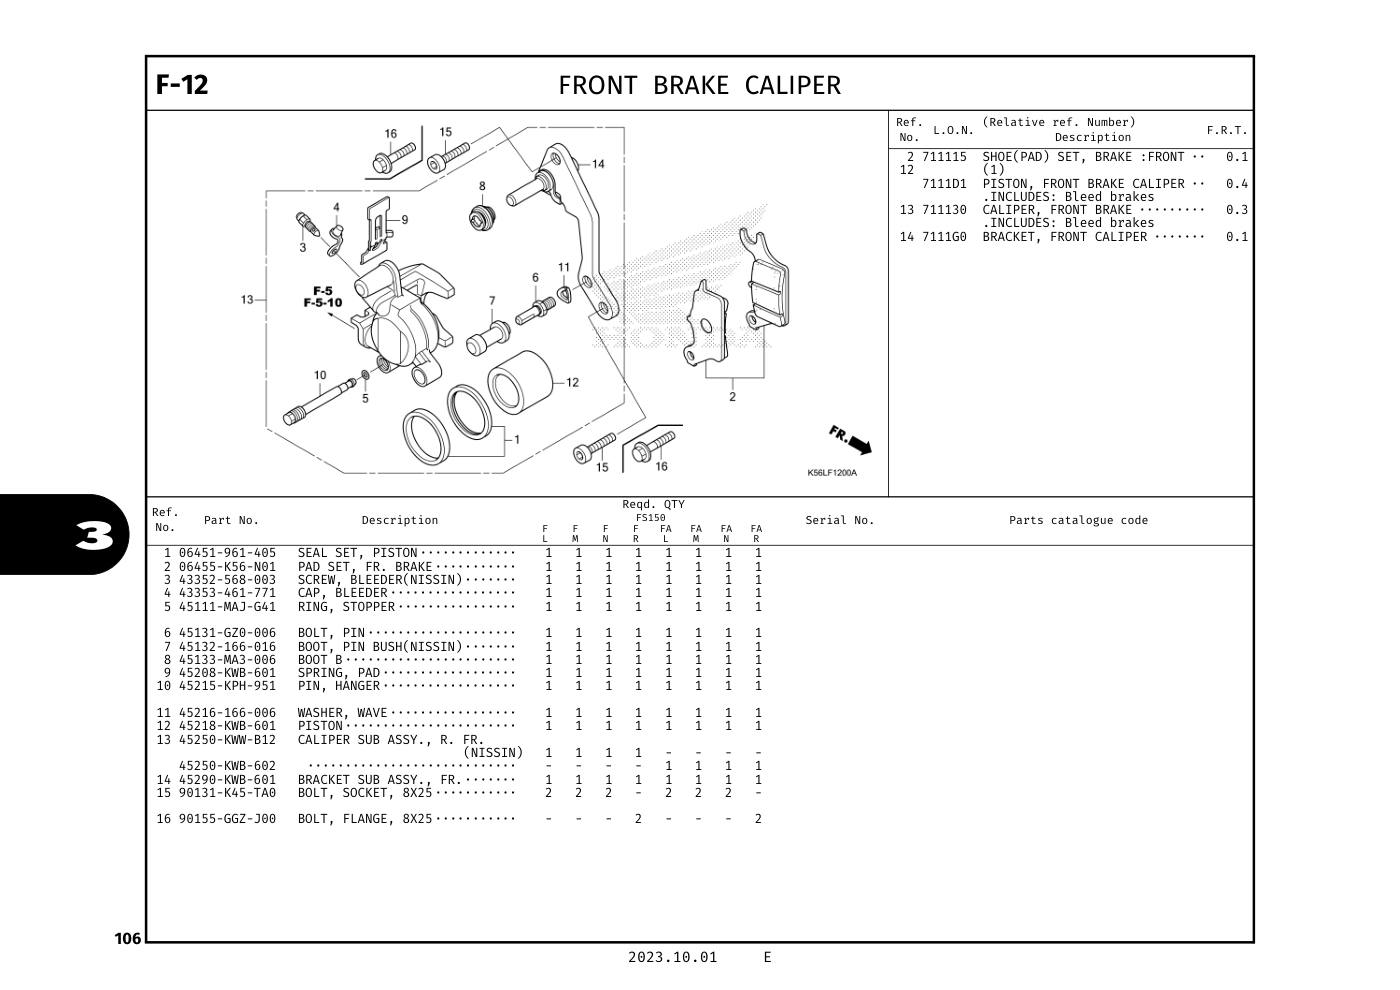 F-12
FRONT BRAKE CALIPER
16
15
14
8
4
9
3
11
6
13
F-5
F-5-10
7
10
5
12
1
2
HONDA
FR.
15
16
K56LF1200A
Ref. No. L.O.N. (Relative ref. Number) Description F.R.T.
2 711115 SHOE(PAD) SET, BRAKE :FRONT ·· 0.1
12 (1)
7111D1 PISTON, FRONT BRAKE CALIPER ·· 0.4
.INCLUDES: Bleed brakes
13 711130 CALIPER, FRONT BRAKE ········· 0.3
.INCLUDES: Bleed brakes
14 7111G0 BRACKET, FRONT CALIPER ······· 0.1
3
Reqd. QTY
FS150
Ref. No. Part No. Description F L F M F N F R FA L FA M FA N FA R Serial No. Parts catalogue code
1 06451-961-405 SEAL SET, PISTON············· 1 1 1 1 1 1 1 1
2 06455-K56-N01 PAD SET, FR. BRAKE··········· 1 1 1 1 1 1 1 1
3 43352-568-003 SCREW, BLEEDER(NISSIN)······· 1 1 1 1 1 1 1 1
4 43353-461-771 CAP, BLEEDER················· 1 1 1 1 1 1 1 1
5 45111-MAJ-G41 RING, STOPPER················ 1 1 1 1 1 1 1 1
6 45131-GZ0-006 BOLT, PIN···················· 1 1 1 1 1 1 1 1
7 45132-166-016 BOOT, PIN BUSH(NISSIN)······· 1 1 1 1 1 1 1 1
8 45133-MA3-006 BOOT B······················· 1 1 1 1 1 1 1 1
9 45208-KWB-601 SPRING, PAD·················· 1 1 1 1 1 1 1 1
10 45215-KPH-951 PIN, HANGER·················· 1 1 1 1 1 1 1 1
11 45216-166-006 WASHER, WAVE················· 1 1 1 1 1 1 1 1
12 45218-KWB-601 PISTON······················· 1 1 1 1 1 1 1 1
13 45250-KWW-B12 CALIPER SUB ASSY., R. FR.
(NISSIN) 1 1 1 1 - - - -
45250-KWB-602 ···························· - - - - 1 1 1 1
14 45290-KWB-601 BRACKET SUB ASSY., FR.······· 1 1 1 1 1 1 1 1
15 90131-K45-TA0 BOLT, SOCKET, 8X25··········· 2 2 2 - 2 2 2 -
16 90155-GGZ-J00 BOLT, FLANGE, 8X25··········· - - - 2 - - - 2
106
2023.10.01 E